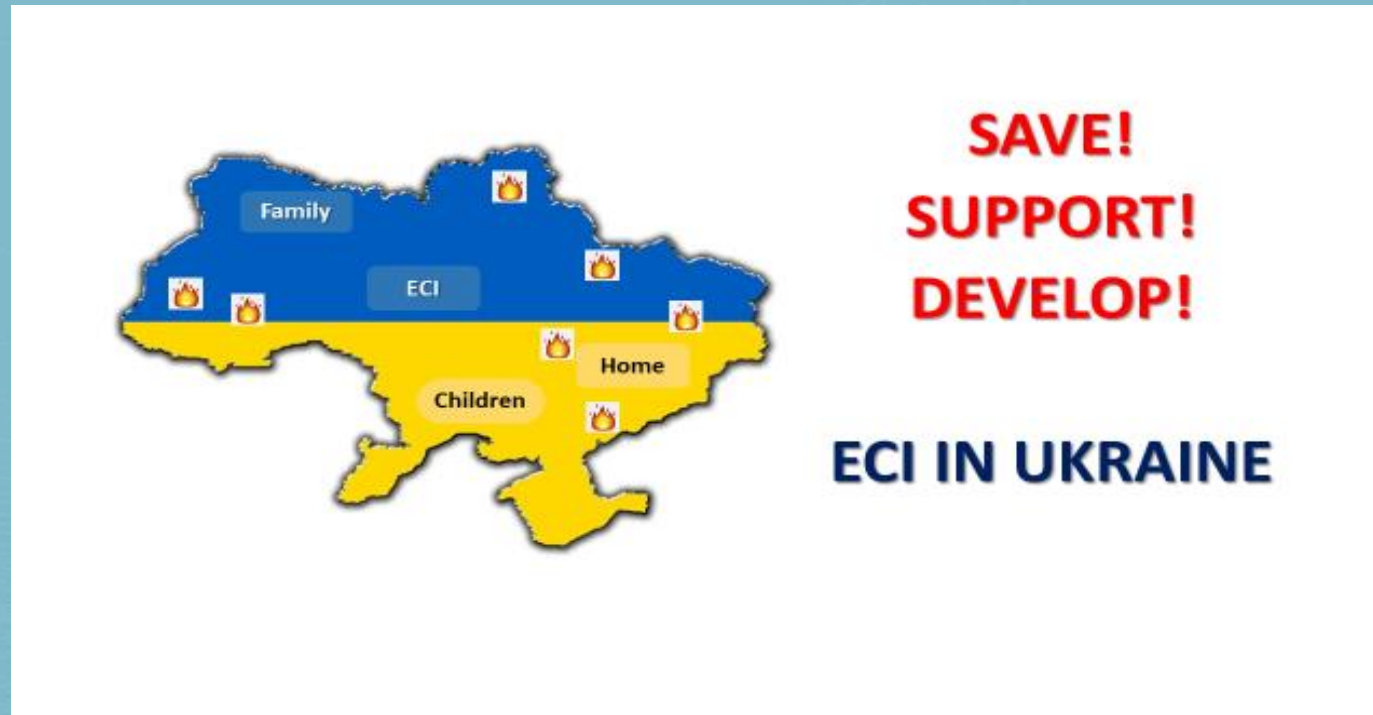 Family
ECI
Home
Children
SAVE!
SUPPORT!
DEVELOP!
ECI IN UKRAINE